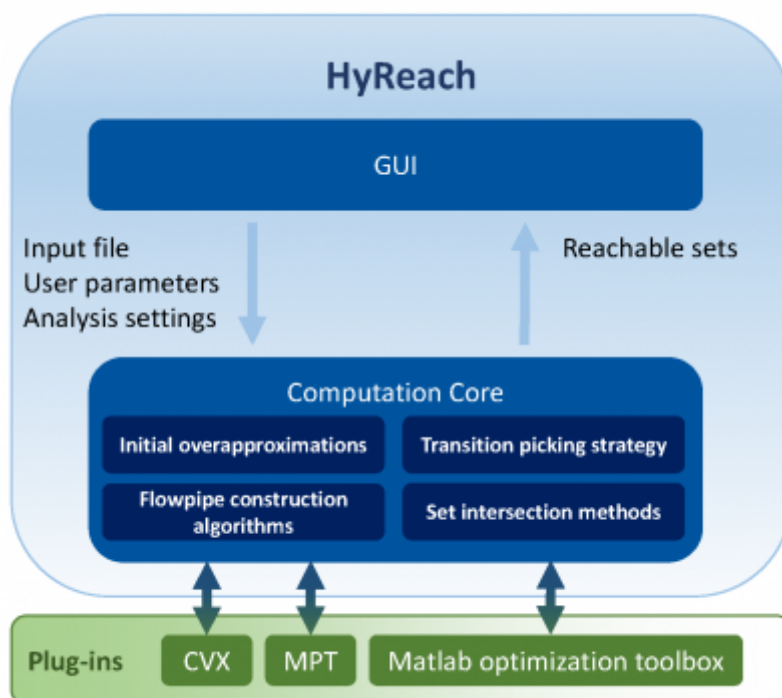 HyReach
GUI
Input file
User parameters
Analysis settings
Reachable sets
Computation Core
Initial overapproximations
Transition picking strategy
Flowpipe construction
algorithms
Set intersection methods
Plug-ins
CVX
MPT
Matlab optimization toolbox